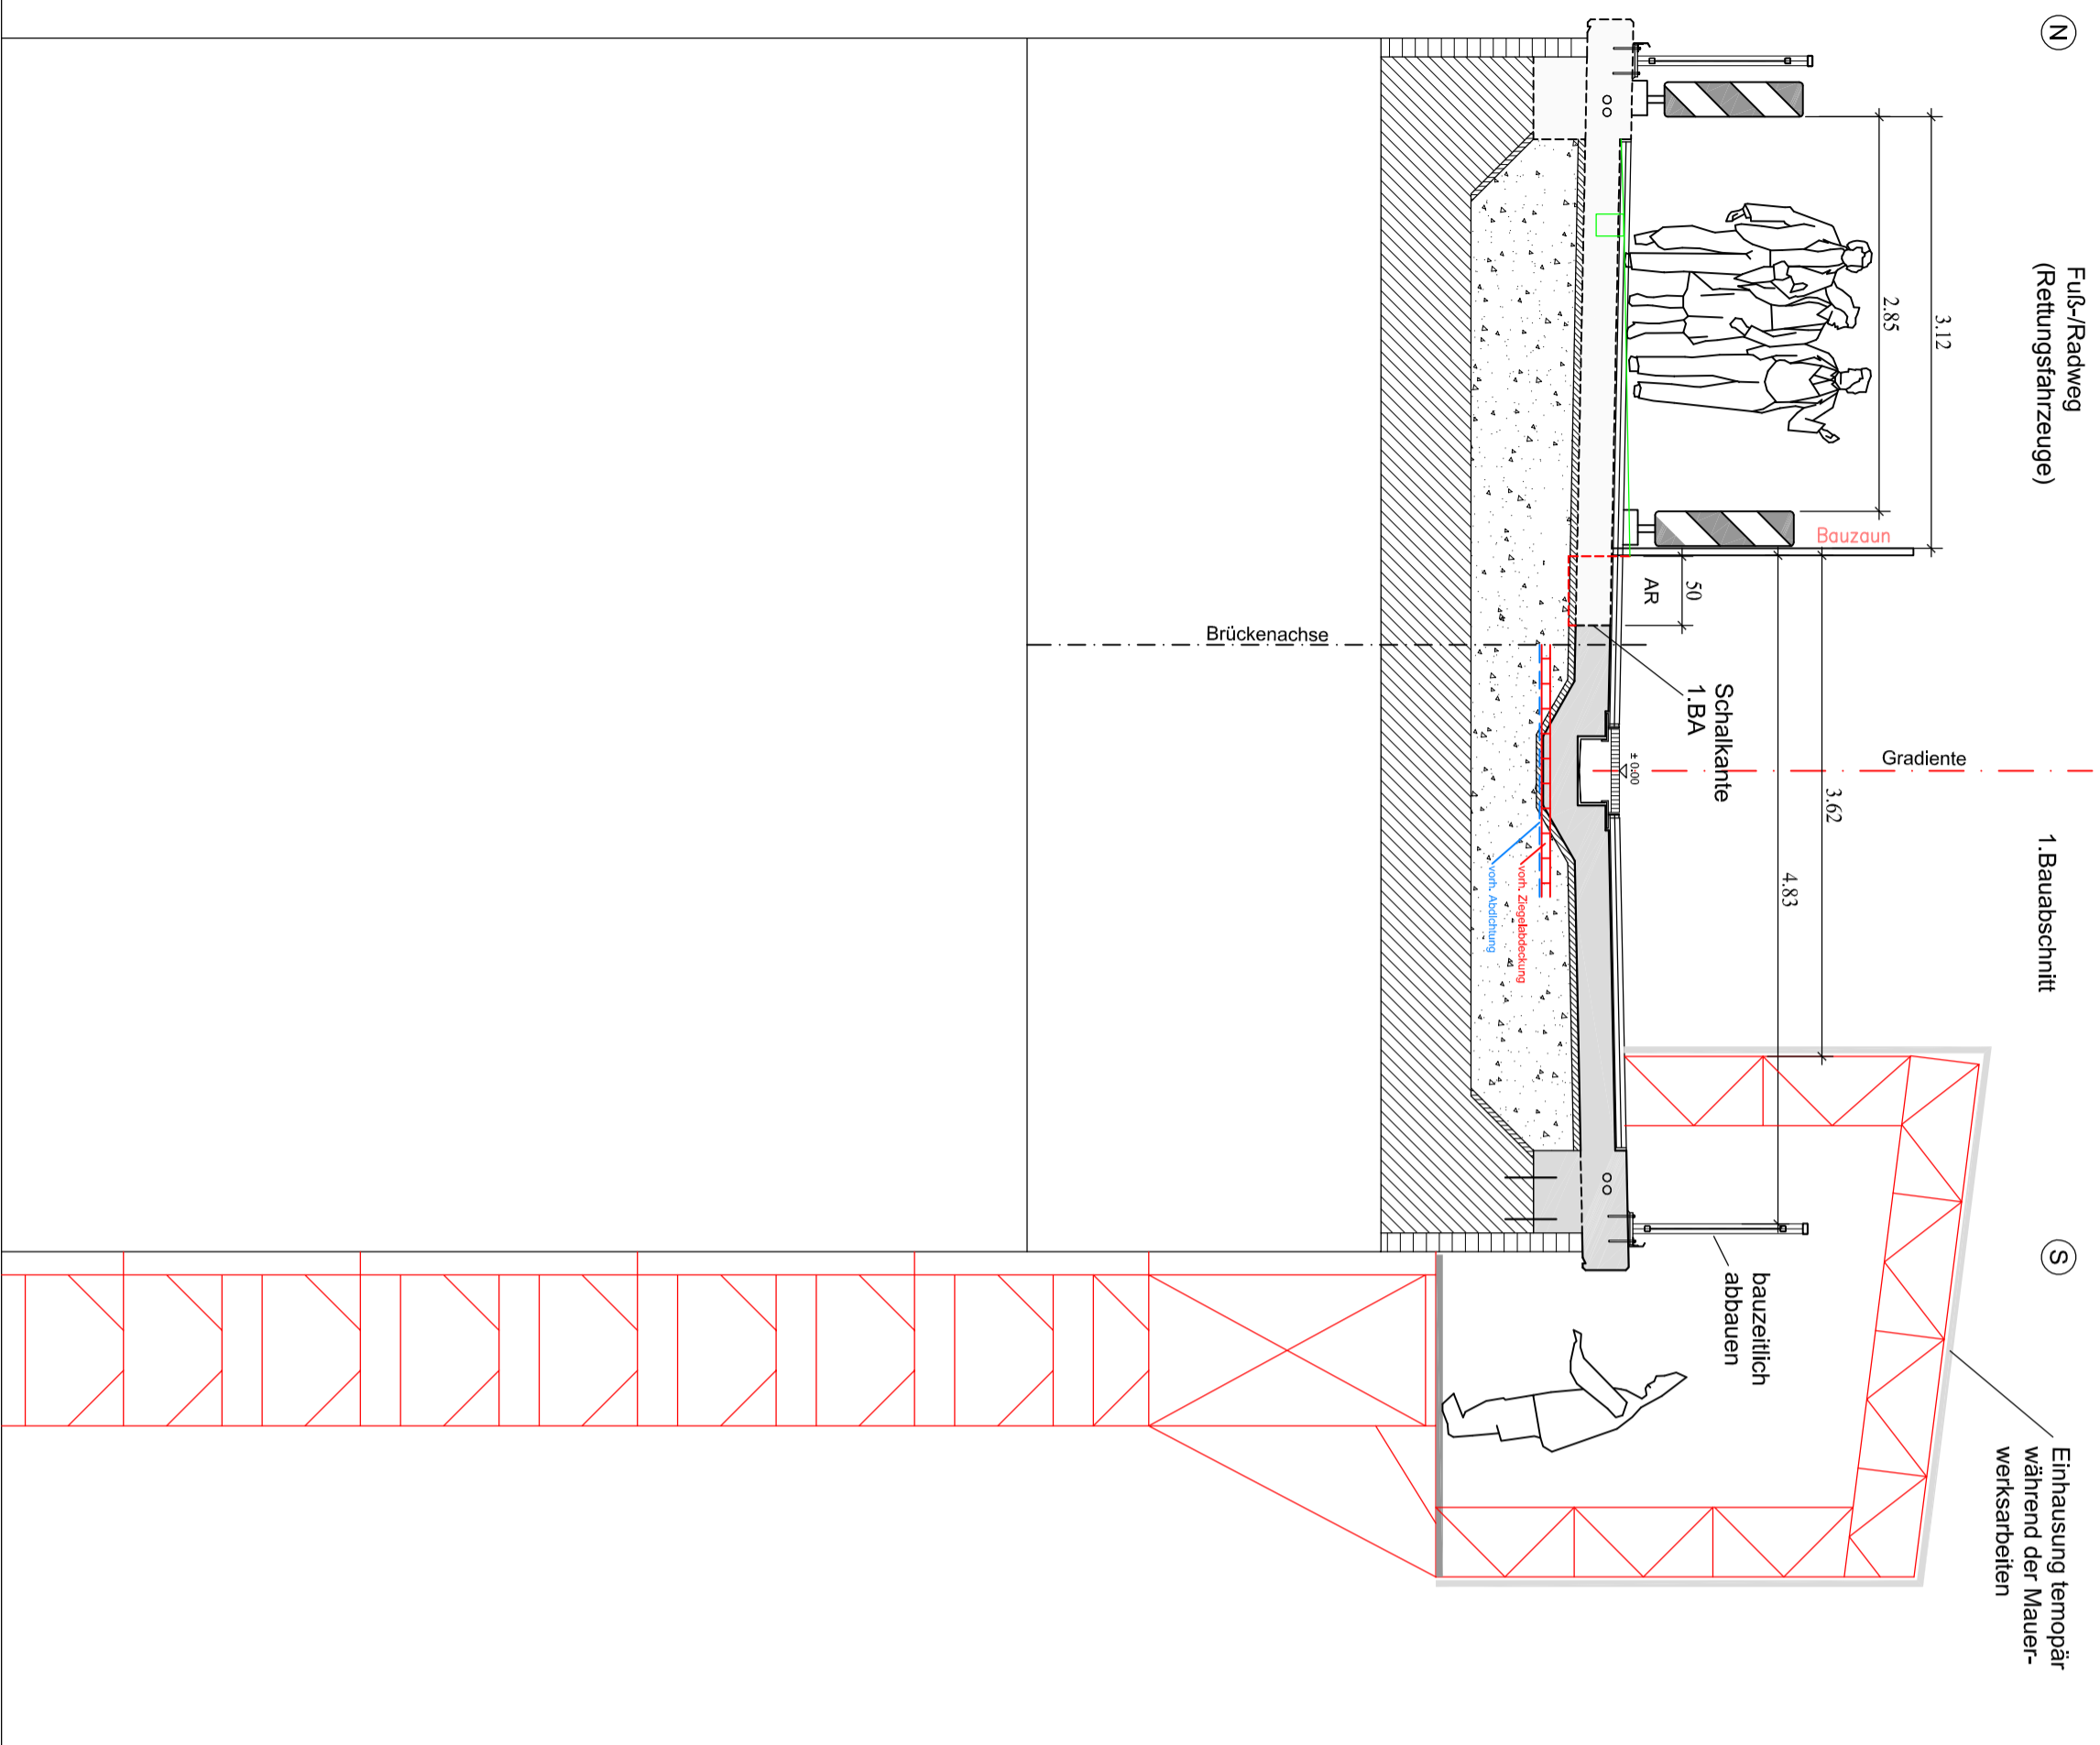 N
Fuß-/Radweg
(Rettungsfahrzeuge)
1.Bauabschnitt
S
3.12
2.85
Bauzaun
50
AR
3.62
4.83
Gradiente
± 0.00
Schalkante
1.BA
Brückenachse
vorh. Ziegelabdeckung
vorh. Abdichtung
bauzeitlich
abbauen
Einhausung temopär
während der Mauer-
werksarbeiten